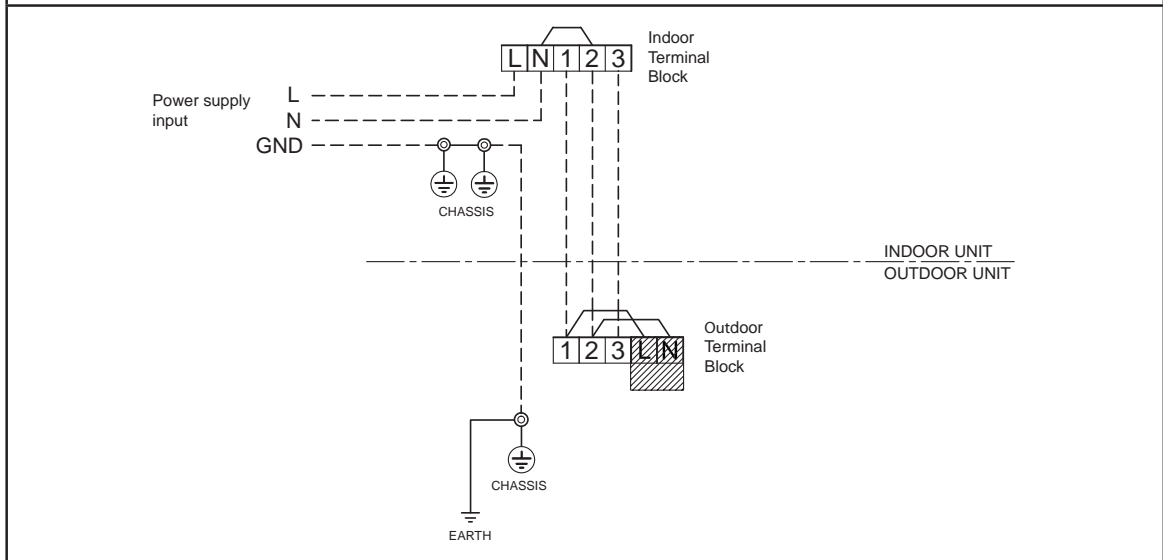 Indoor
Terminal
Block
L N 1 2 3
Power supply
input
L
N
GND
CHASSIS
INDOOR UNIT
OUTDOOR UNIT
Outdoor
Terminal
Block
1 2 3 L N
CHASSIS
EARTH